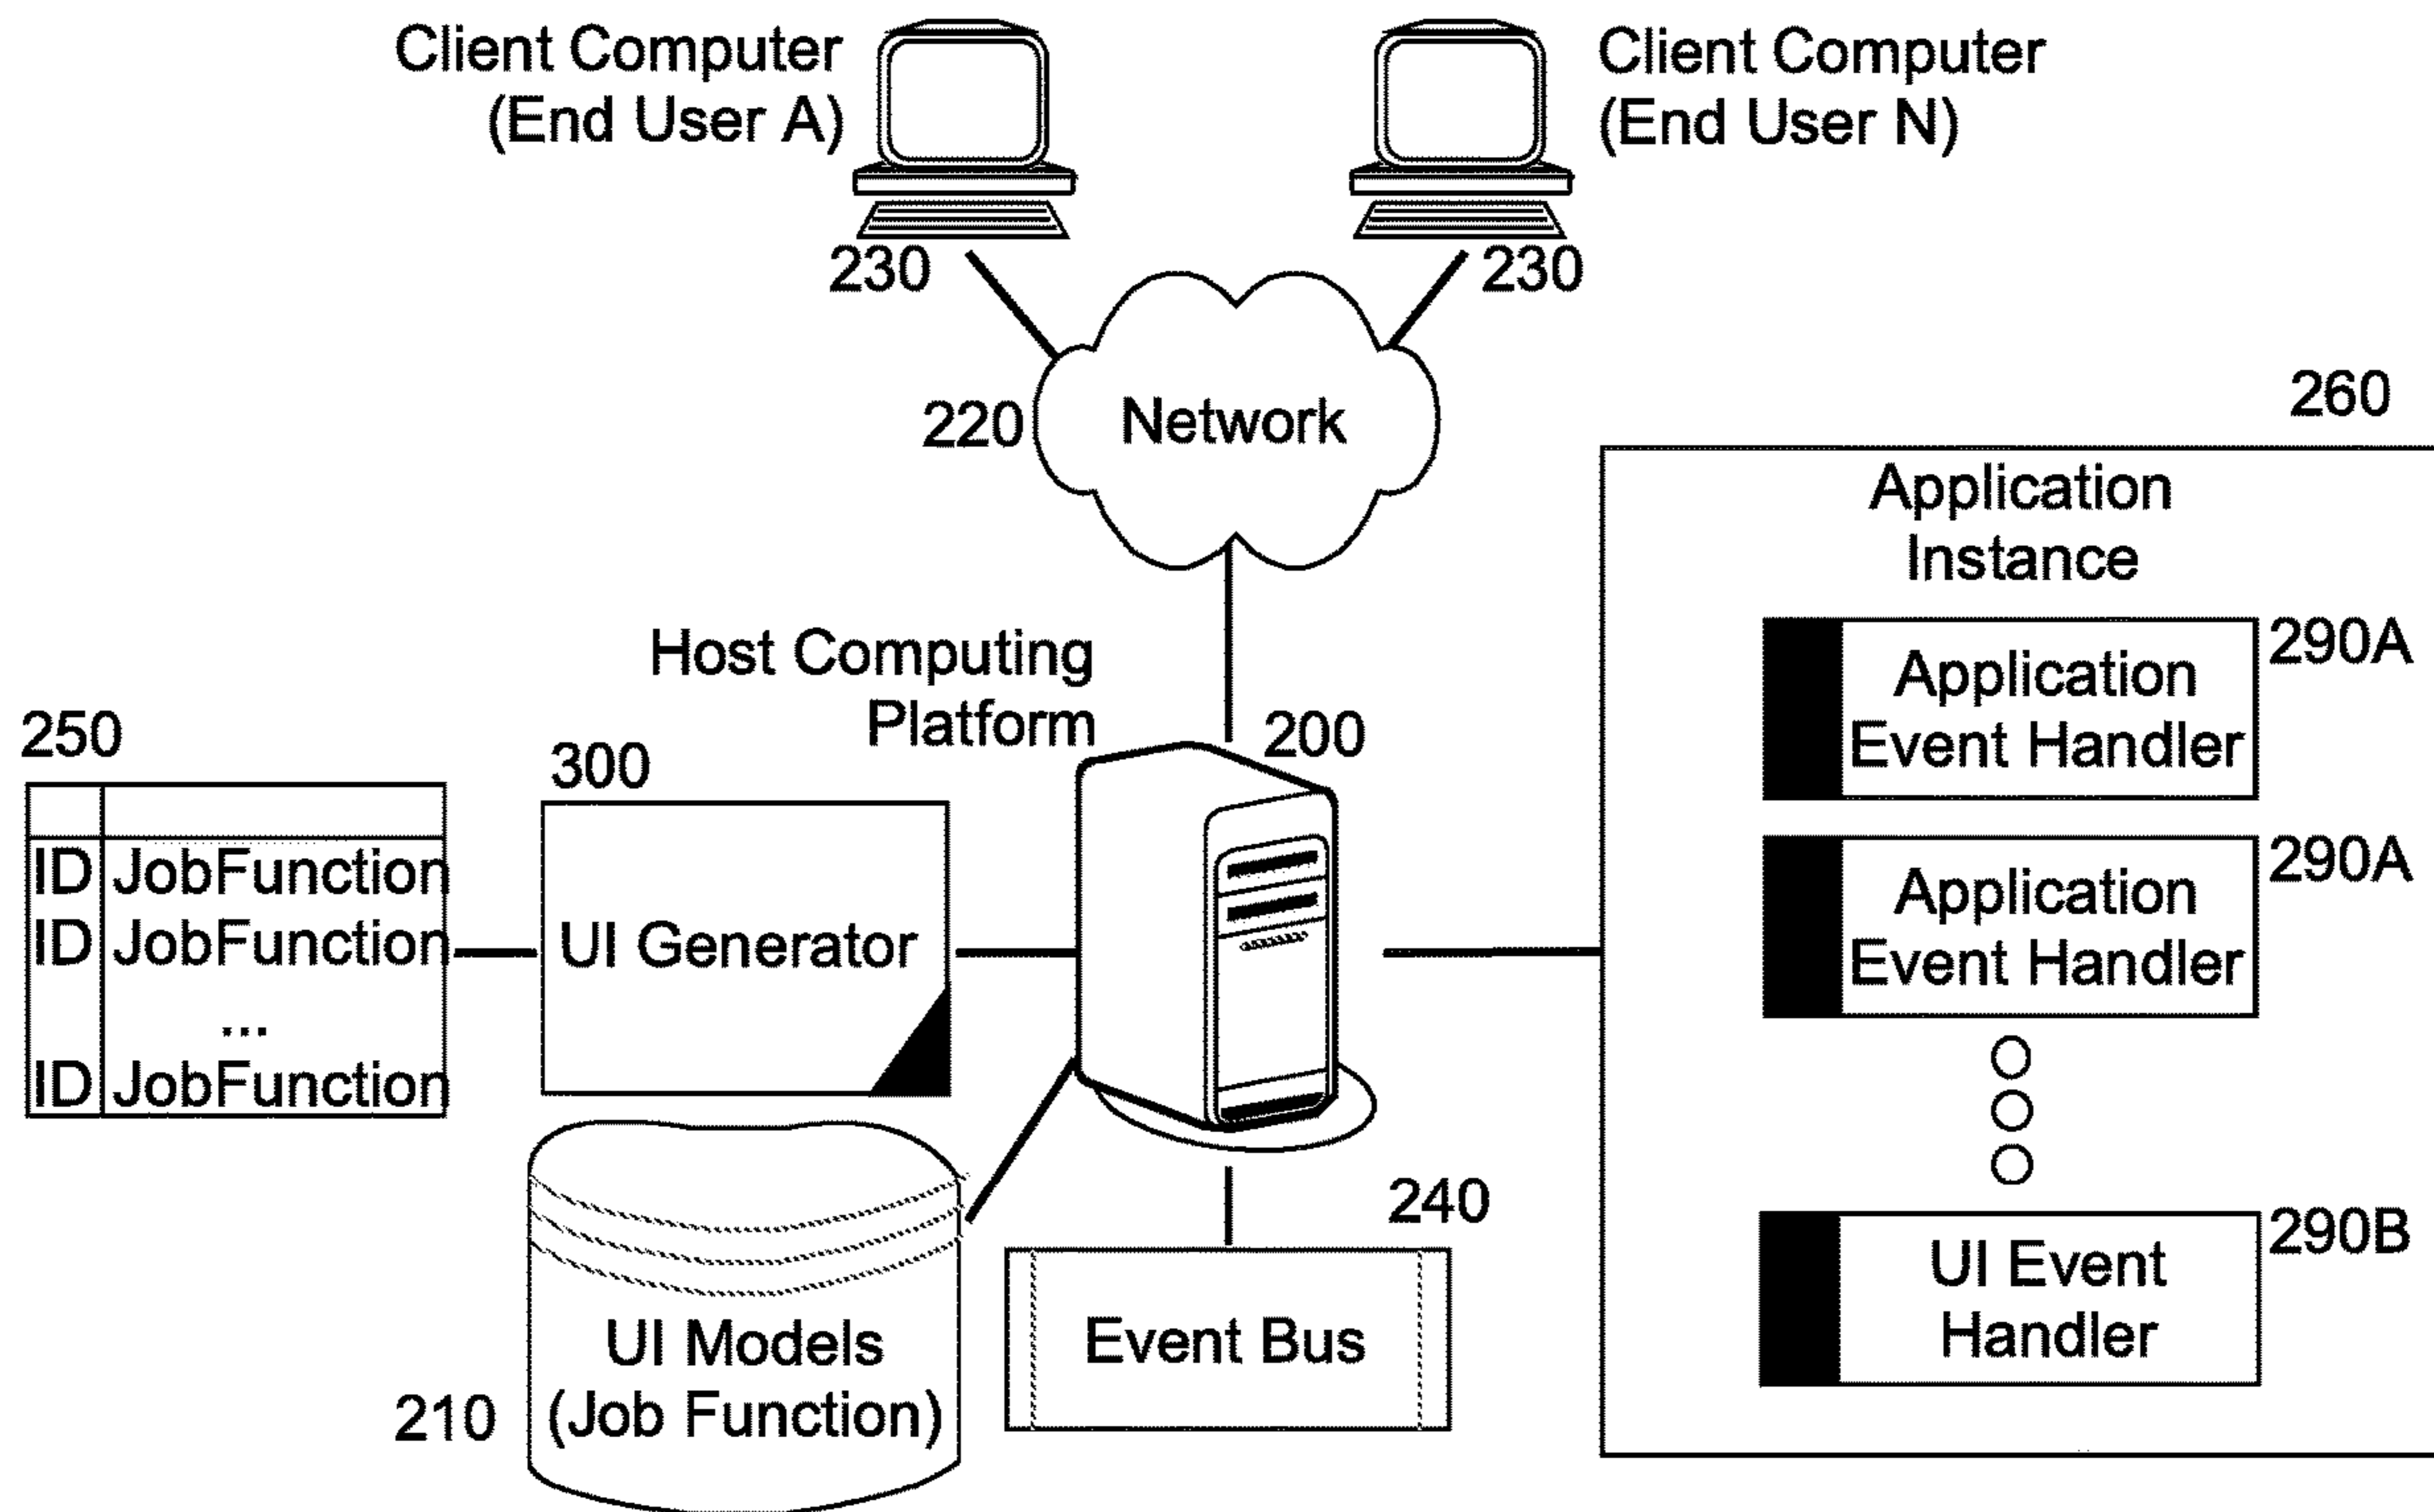 Client Computer
(End User A)
Client Computer
(End User N)
230
230
220
Network
260
Application
Instance
Host Computing
Platform
200
290A
Application
Event Handler
250
300
ID JobFunction
ID JobFunction
...
ID JobFunction
UI Generator
290A
Application
Event Handler
240
290B
UI Event
Handler
UI Models
(Job Function)
210
Event Bus